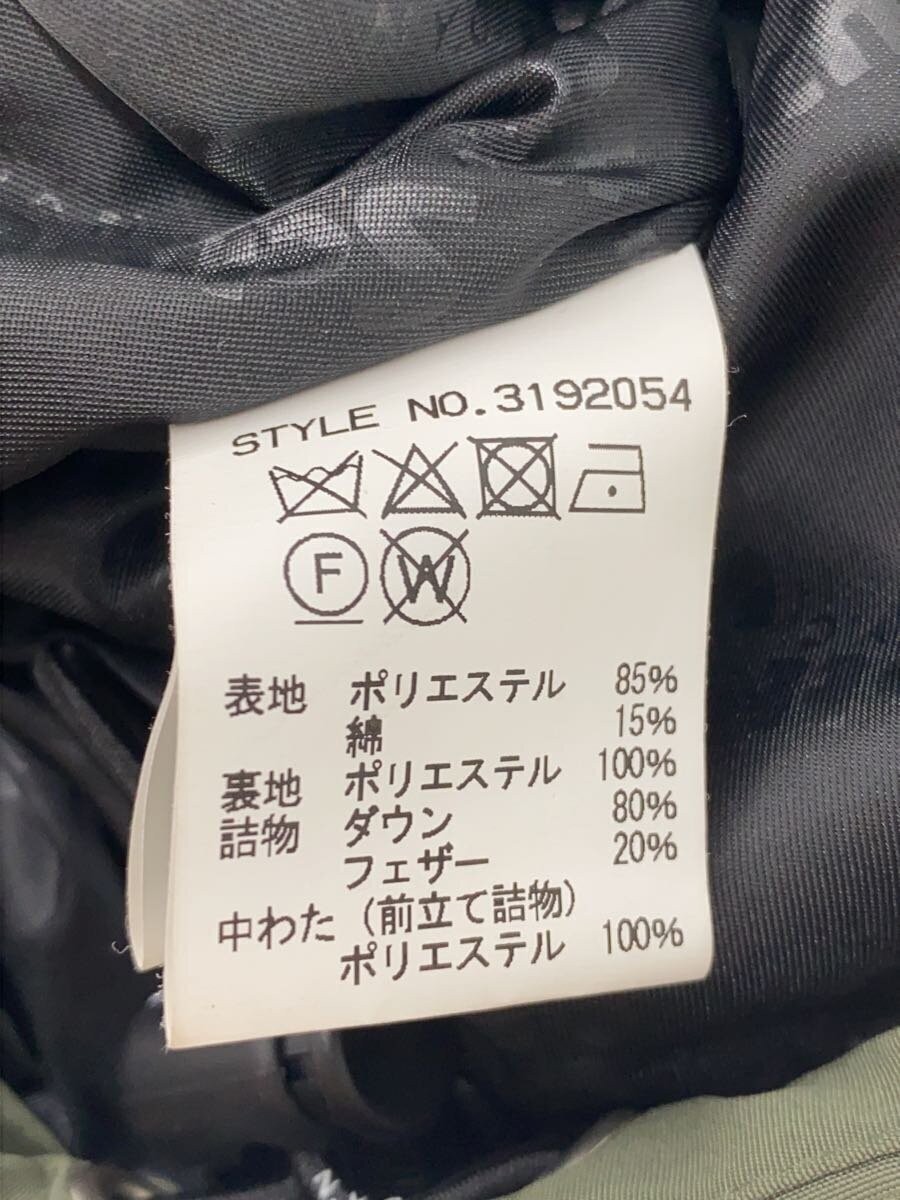 STYLE NO.3192054
F W
表地 ポリエステル 85%
綿 15%
裏地 ポリエステル 100%
詰物 ダウン 80%
フェザー 20%
中わた (前立て詰物)
ポリエステル 100%